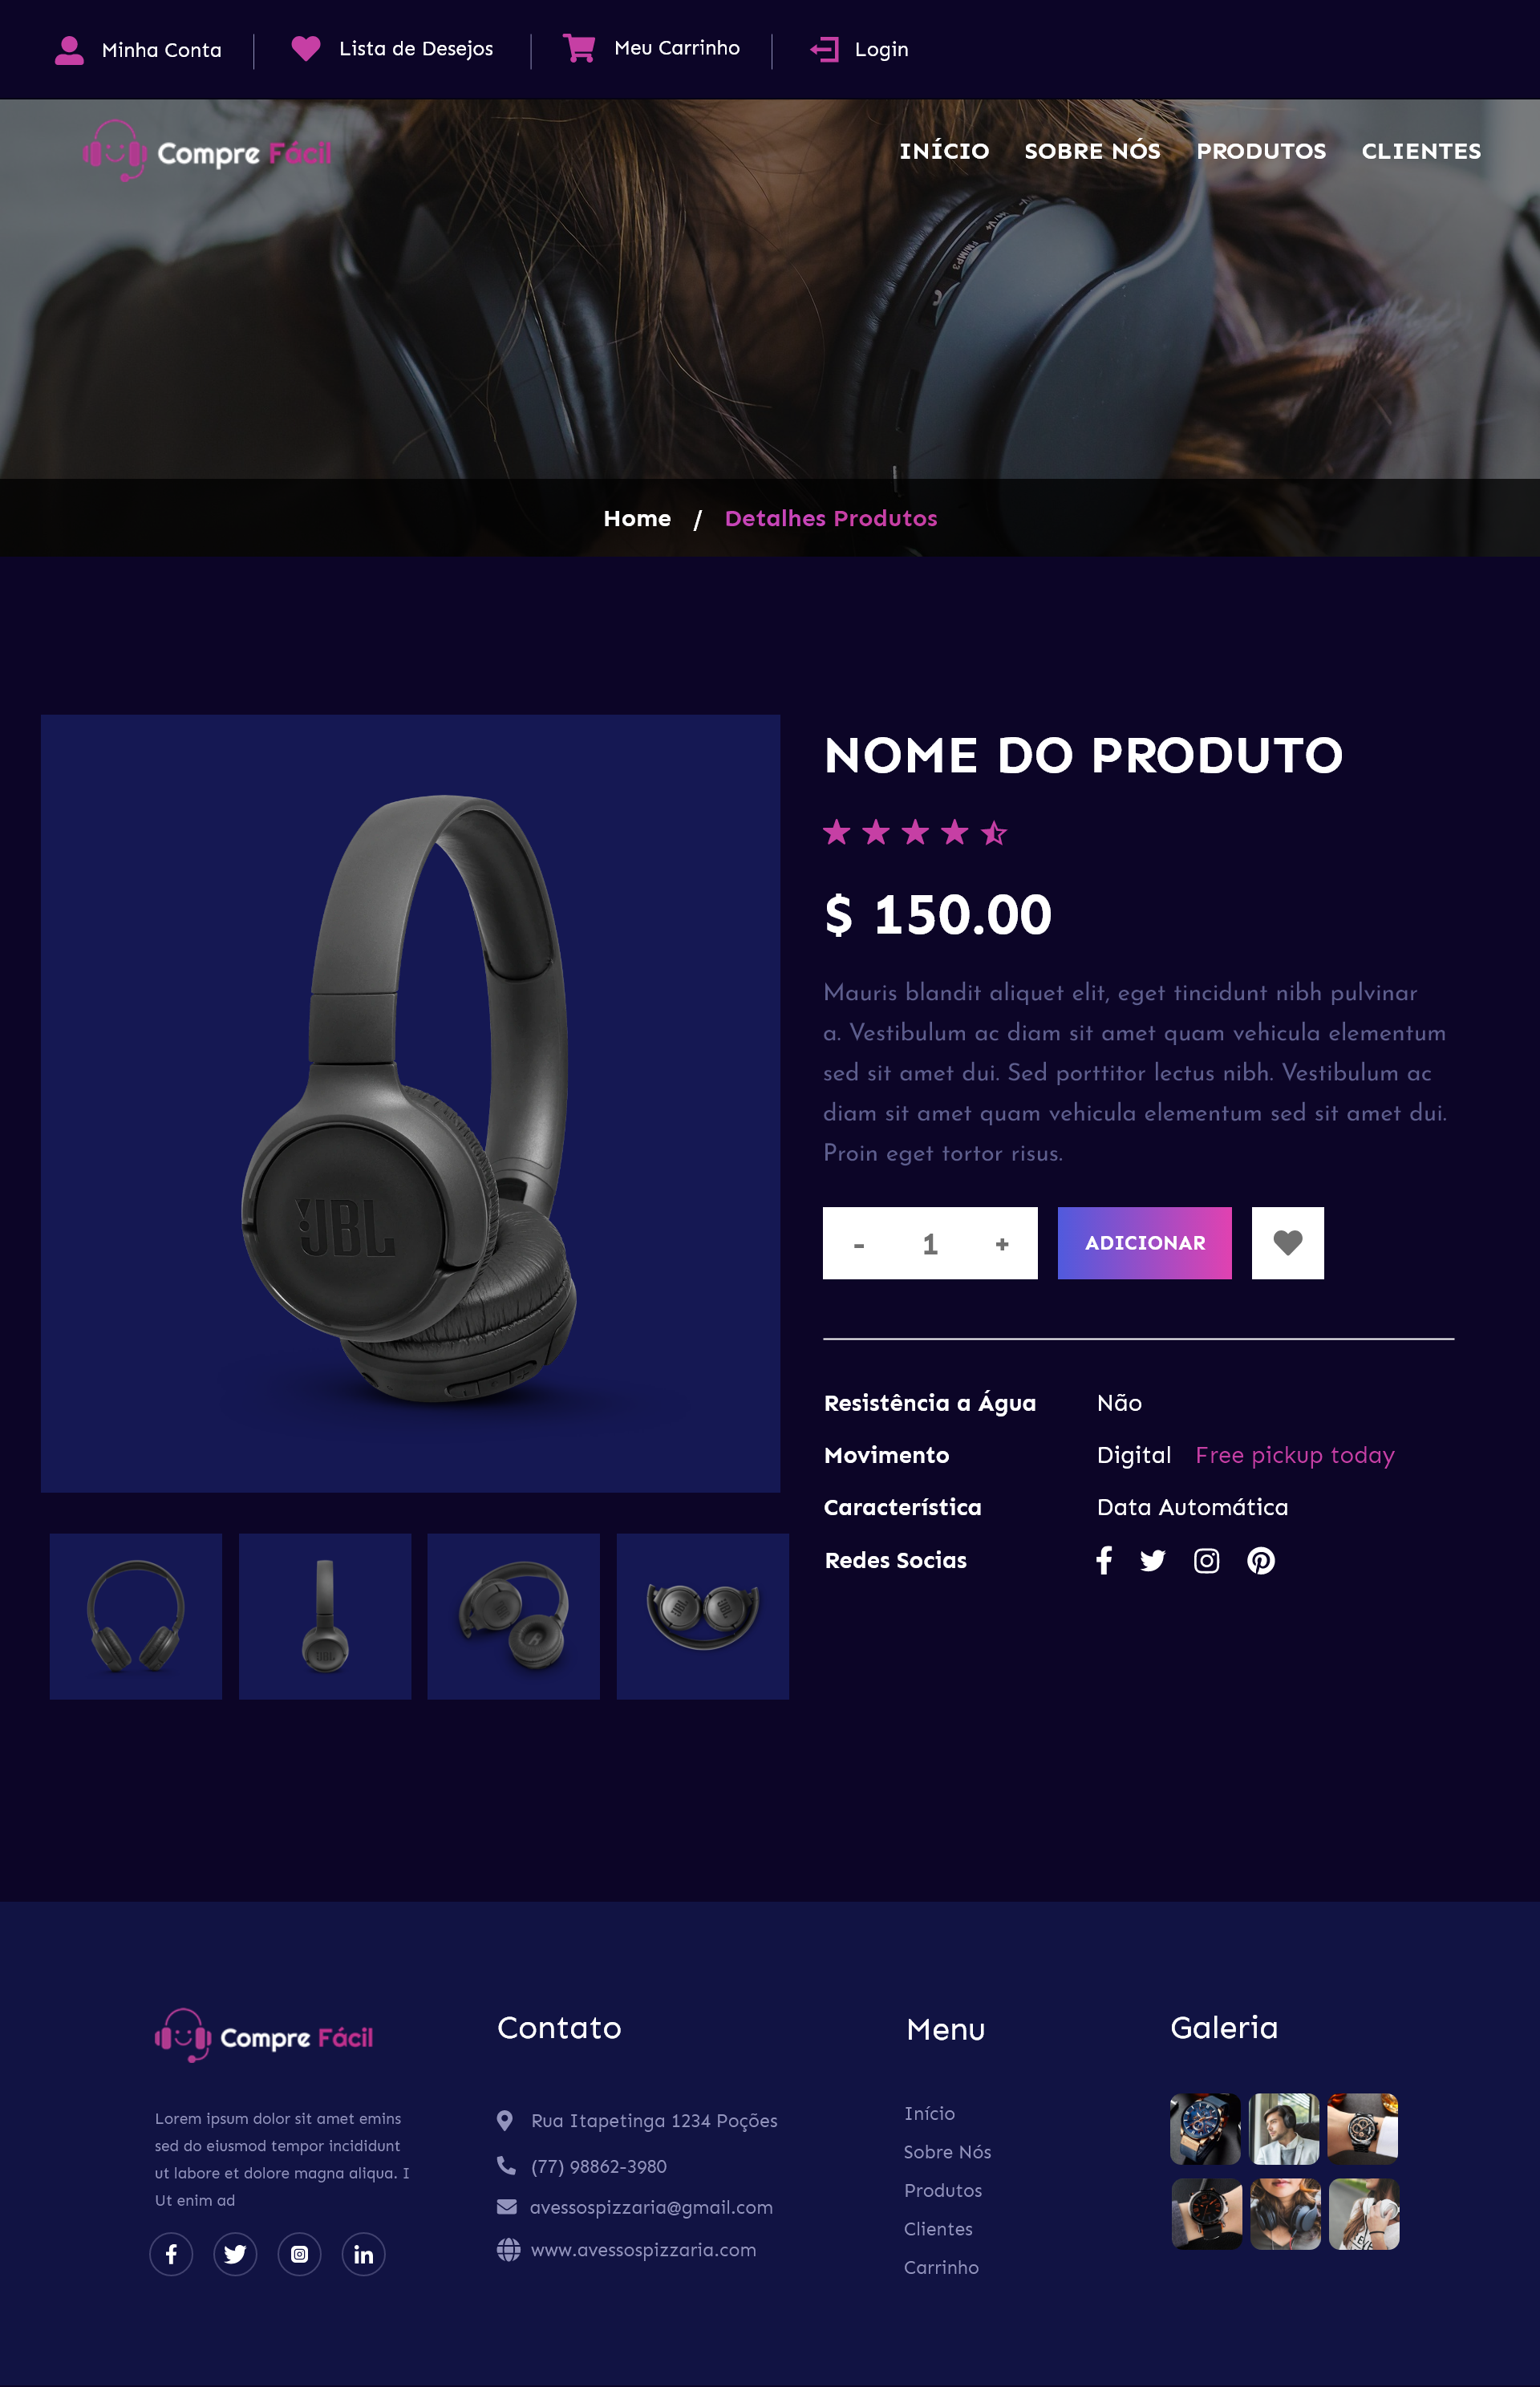 Minha Conta
Lista de Desejos
Meu Carrinho
Login
Compre Fácil
INÍCIO
SOBRE NÓS
PRODUTOS
CLIENTES
FM/MP3
Home / Detalhes Produtos
NOME DO PRODUTO
$ 150.00
Mauris blandit aliquet elit, eget tincidunt nibh pulvinar
a. Vestibulum ac diam sit amet quam vehicula elementum
sed sit amet dui. Sed porttitor lectus nibh. Vestibulum ac
diam sit amet quam vehicula elementum sed sit amet dui.
Proin eget tortor risus.
- 1 +
ADICIONAR
JBL
Resistência a Água Não
Movimento Digital Free pickup today
Característica Data Automática
Redes Socias
JBL
JBL
JBL
Compre Fácil
Lorem ipsum dolor sit amet emins
sed do eiusmod tempor incididunt
ut labore et dolore magna aliqua. I
Ut enim ad
Contato
Rua Itapetinga 1234 Poções
(77) 98862-3980
avessospizzaria@gmail.com
www.avessospizzaria.com
Menu
Início
Sobre Nós
Produtos
Clientes
Carrinho
Galeria